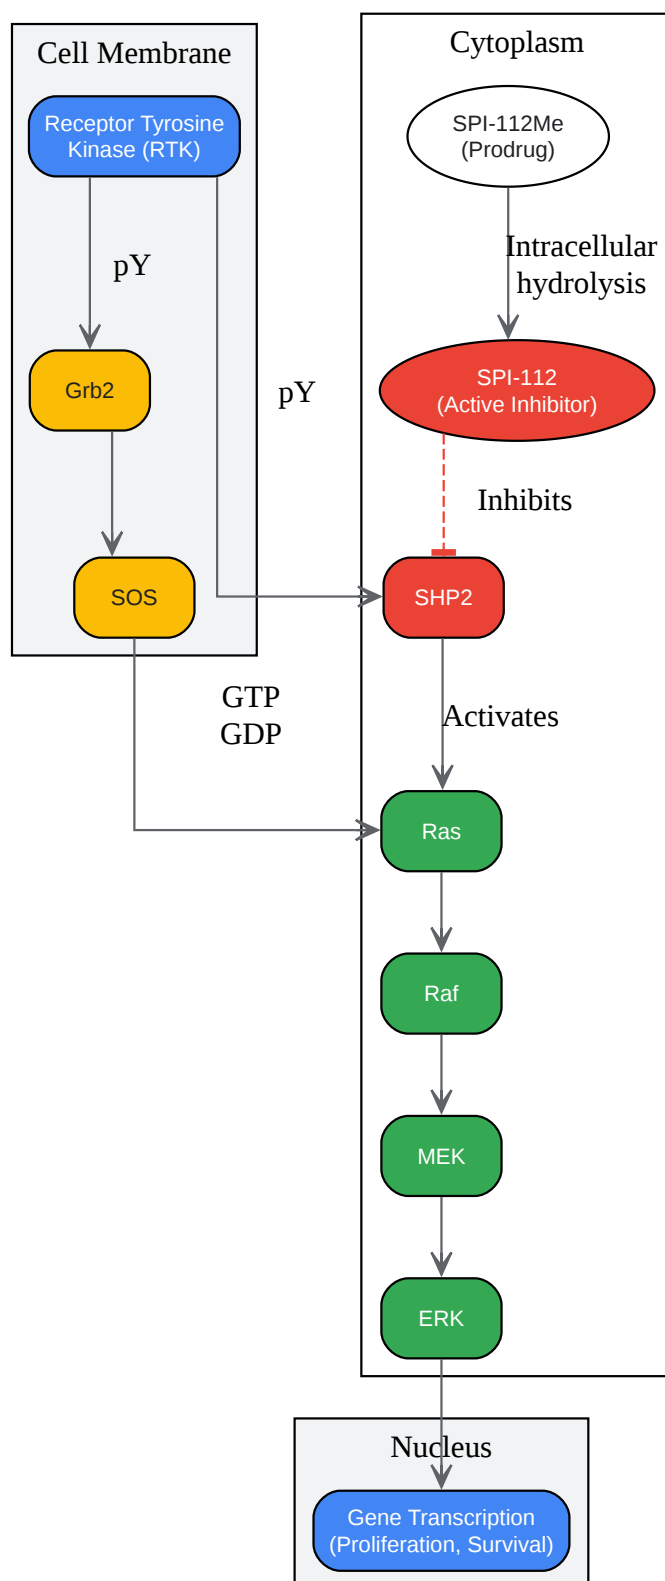 Cell Membrane
Receptor Tyrosine
Kinase (RTK)
pY
Grb2
SOS
pY
GTP
GDP
Cytoplasm
SPI-112Me
(Prodrug)
Intracellular
hydrolysis
SPI-112
(Active Inhibitor)
Inhibits
SHP2
Activates
Ras
Raf
MEK
ERK
Nucleus
Gene Transcription
(Proliferation, Survival)